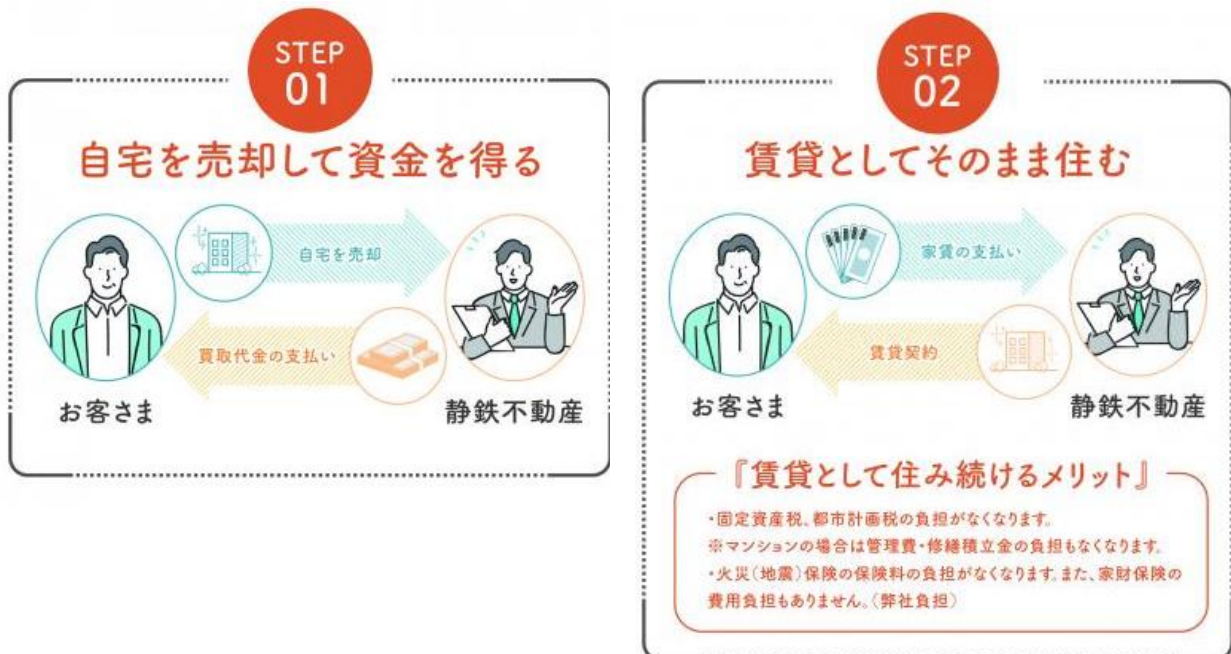 STEP
01
自宅を売却して資金を得る
自宅を売却
買取代金の支払い
お客さま
静鉄不動産
STEP
02
賃貸としてそのまま住む
家賃の支払い
賃貸契約
お客さま
静鉄不動産
『賃貸として住み続けるメリット』
・固定資産税、都市計画税の負担がなくなります。
※マンションの場合は管理費・修繕積立金の負担もなくなります。
・火災(地震)保険の保険料の負担がなくなります。また、家財保険の
費用負担もありません。(弊社負担)